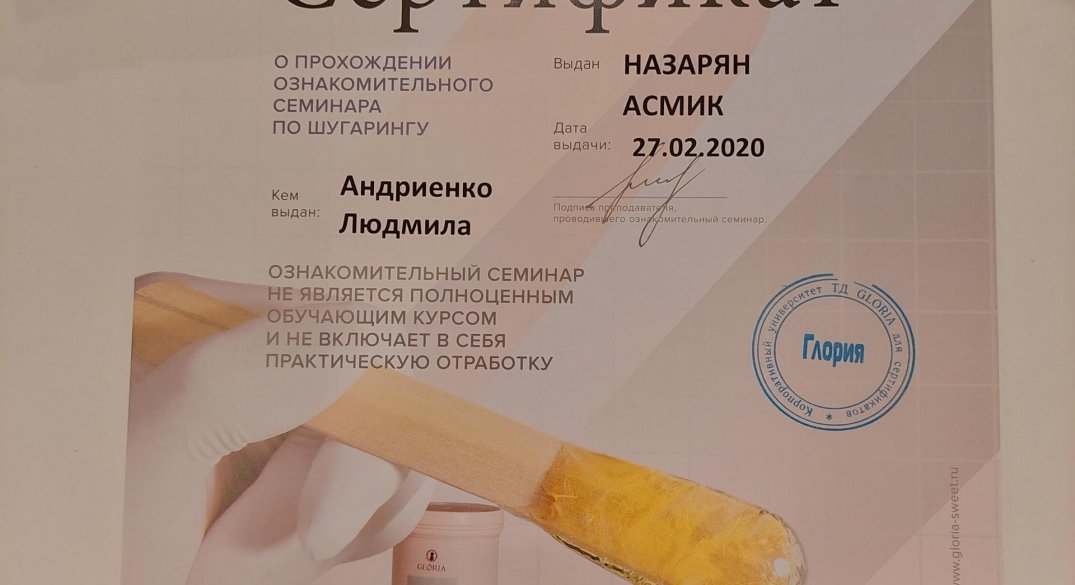 Сертификат
О ПРОХОЖДЕНИИ
ОЗНАКОМИТЕЛЬНОГО
СЕМИНАРА
ПО ШУГАРИНГУ
Выдан НАЗАРЯН
АСМИК
Дата
выдачи: 27.02.2020
Подпись преподавателя,
проводившего ознакомительный семинар.
Кем
выдан:
Андриенко
Людмила
ОЗНАКОМИТЕЛЬНЫЙ СЕМИНАР
НЕ ЯВЛЯЕТСЯ ПОЛНОЦЕННЫМ
ОБУЧАЮЩИМ КУРСОМ
И НЕ ВКЛЮЧАЕТ В СЕБЯ
ПРАКТИЧЕСКУЮ ОТРАБОТКУ
Корпоративный университет ТД GLORIA для сертификатов *
Глория
GLORIA
www.gloria-sweet.ru